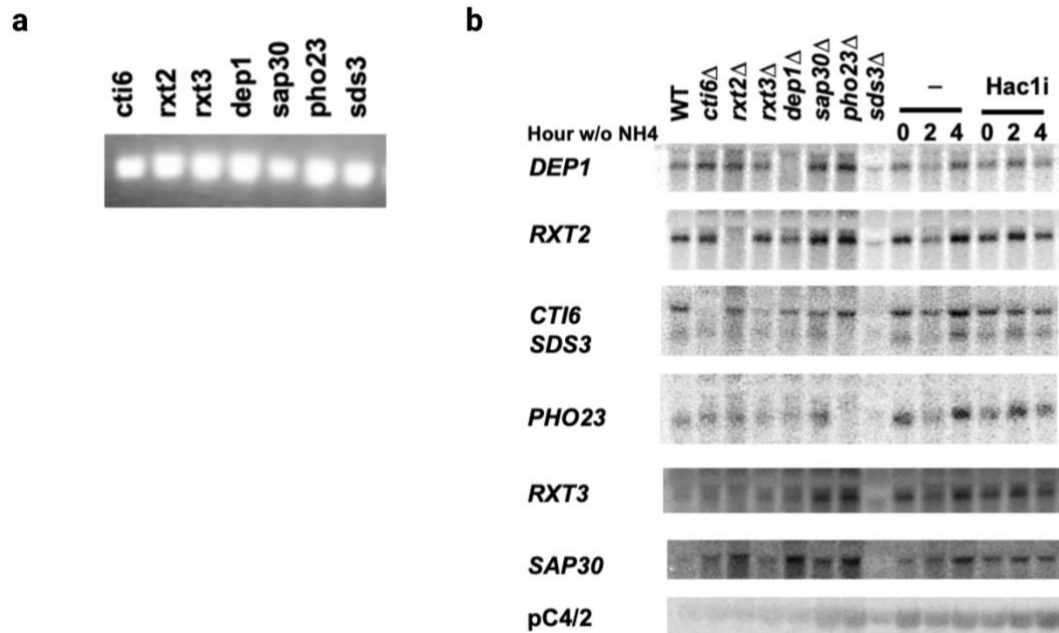 a
cti6 rxt2 rxt3 dep1 sap30 pho23 sds3
b
WT cti6Δ rxt2Δ rxt3Δ dep1Δ sap30Δ pho23Δ sds3Δ – Hac1i
Hour w/o NH4 0 2 4 0 2 4
DEP1
RXT2
CTI6
SDS3
PHO23
RXT3
SAP30
pC4/2